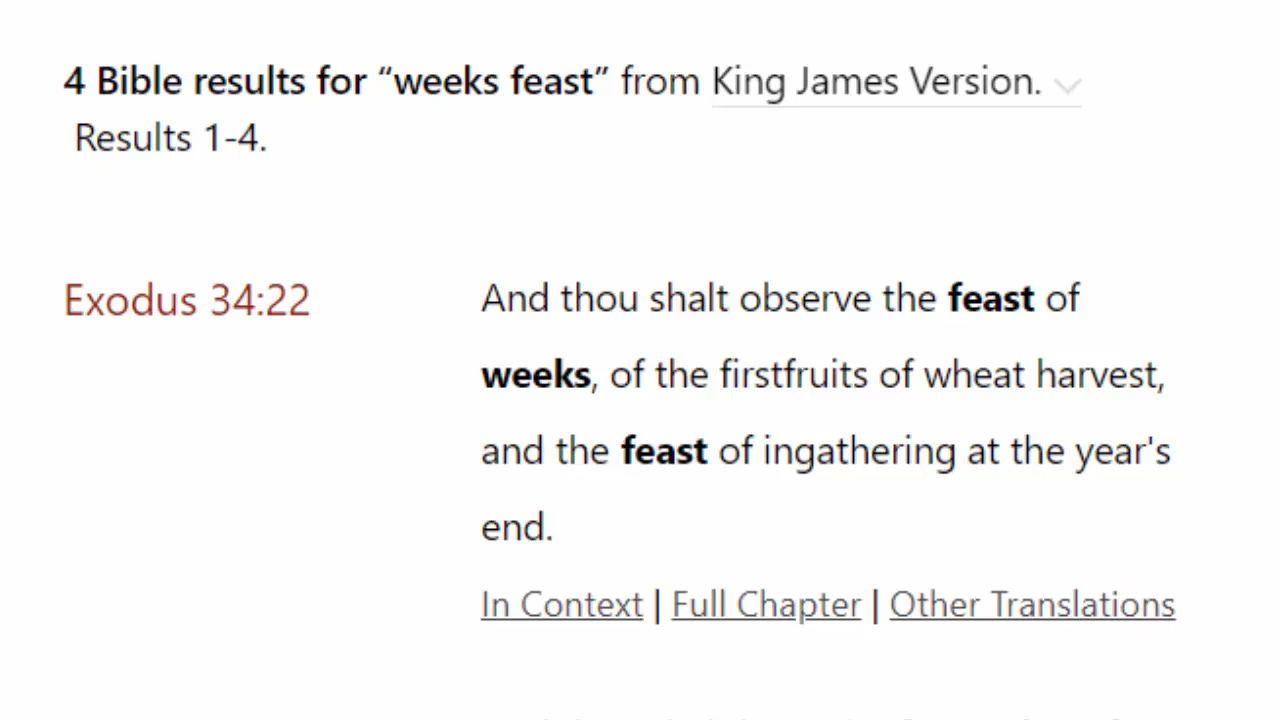 4 Bible results for “weeks feast” from King James Version.
Results 1-4.
Exodus 34:22
And thou shalt observe the feast of
weeks, of the firstfruits of wheat harvest,
and the feast of ingathering at the year's
end.
In Context | Full Chapter | Other Translations